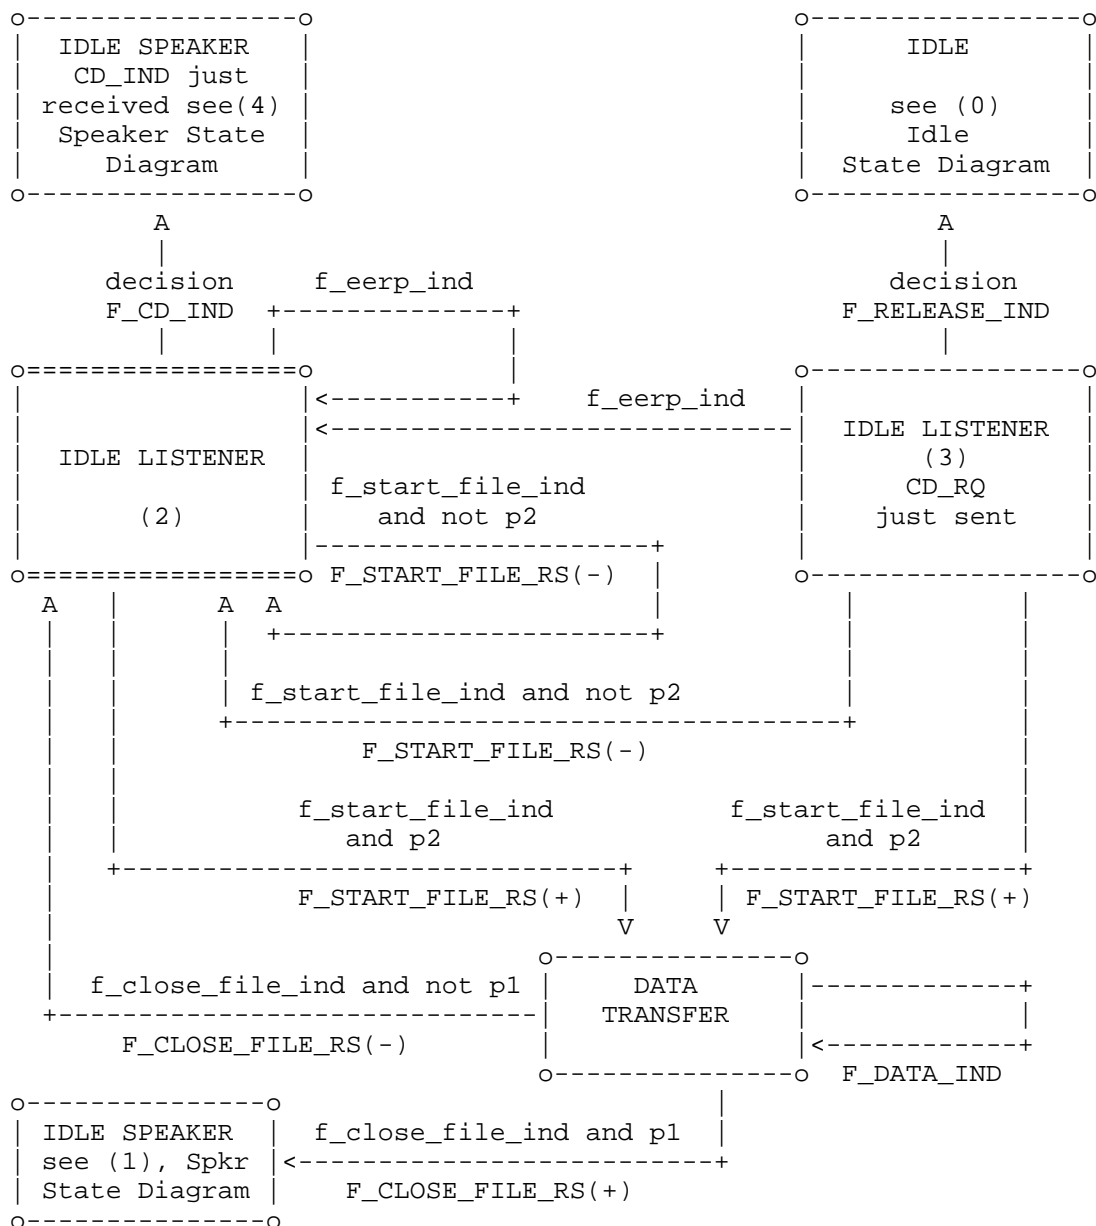 o-----------------o                              o-----------------o
|  IDLE SPEAKER   |                              |      IDLE       |
|   CD_IND just   |                              |                 |
| received see(4) |                              |     see (0)     |
|  Speaker State  |                              |      Idle       |
|     Diagram     |                              |  State Diagram  |
o-----------------o                              o-----------------o
         A                                                A
         |                                                |
      decision     f_eerp_ind                          decision
      F_CD_IND  +--------------+                    F_RELEASE_IND
         |      |              |                          |
o=================o            |                 o-----------------o
|                 |<-----------+    f_eerp_ind   |                 |
|                 |<-----------------------------|  IDLE LISTENER  |
|  IDLE LISTENER  |                              |       (3)       |
|                 | f_start_file_ind             |      CD_RQ      |
|       (2)       |    and not p2                |    just sent    |
|                 |---------------------+        |                 |
o=================o F_START_FILE_RS(-)  |        o-----------------o
  A   |      A  A                       |           |          |
  |   |      |  +-----------------------+           |          |
  |   |      |                                      |          |
  |   |      | f_start_file_ind and not p2          |          |
  |   |      +--------------------------------------+          |
  |   |               F_START_FILE_RS(-)                       |
  |   |                                                        |
  |   |           f_start_file_ind           f_start_file_ind  |
  |   |              and p2                        and p2     |
  |   +-------------------------------+     +------------------+
  |               F_START_FILE_RS(+)  |     | F_START_FILE_RS(+)
  |                                   V     V
  |                              o---------------o
  |  f_close_file_ind and not p1 |     DATA      |-------------+
  +------------------------------|   TRANSFER    |             |
       F_CLOSE_FILE_RS(-)        |               |<------------+
                                 o---------------o  F_DATA_IND
o---------------o                           |
| IDLE SPEAKER  |  f_close_file_ind and p1  |
| see (1), Spkr |<--------------------------+
| State Diagram |    F_CLOSE_FILE_RS(+)
o---------------o